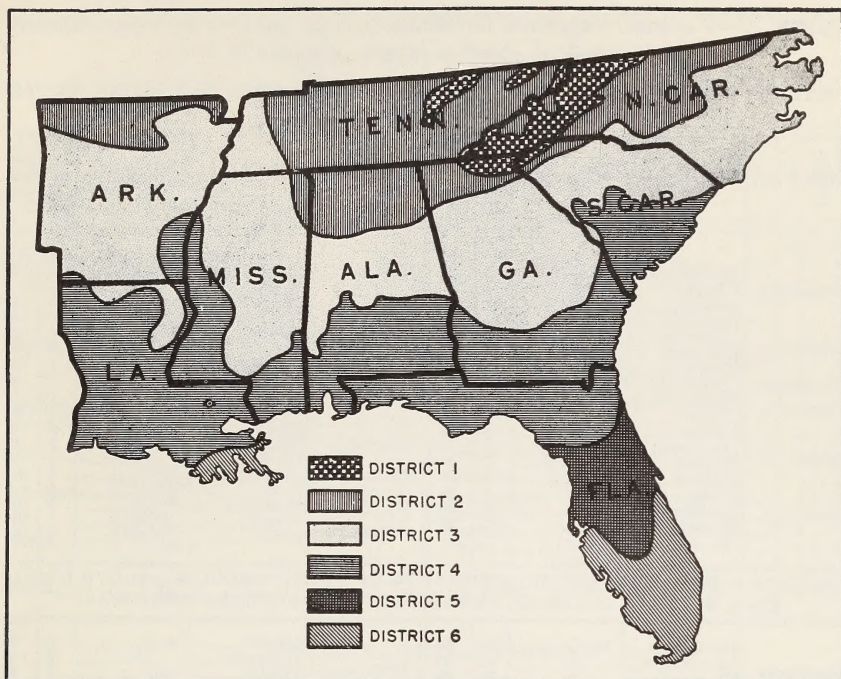 TENN.
N. CAR.
ARK.
S. CAR.
MISS.
ALA.
GA.
LA.
FLA.
DISTRICT 1
DISTRICT 2
DISTRICT 3
DISTRICT 4
DISTRICT 5
DISTRICT 6